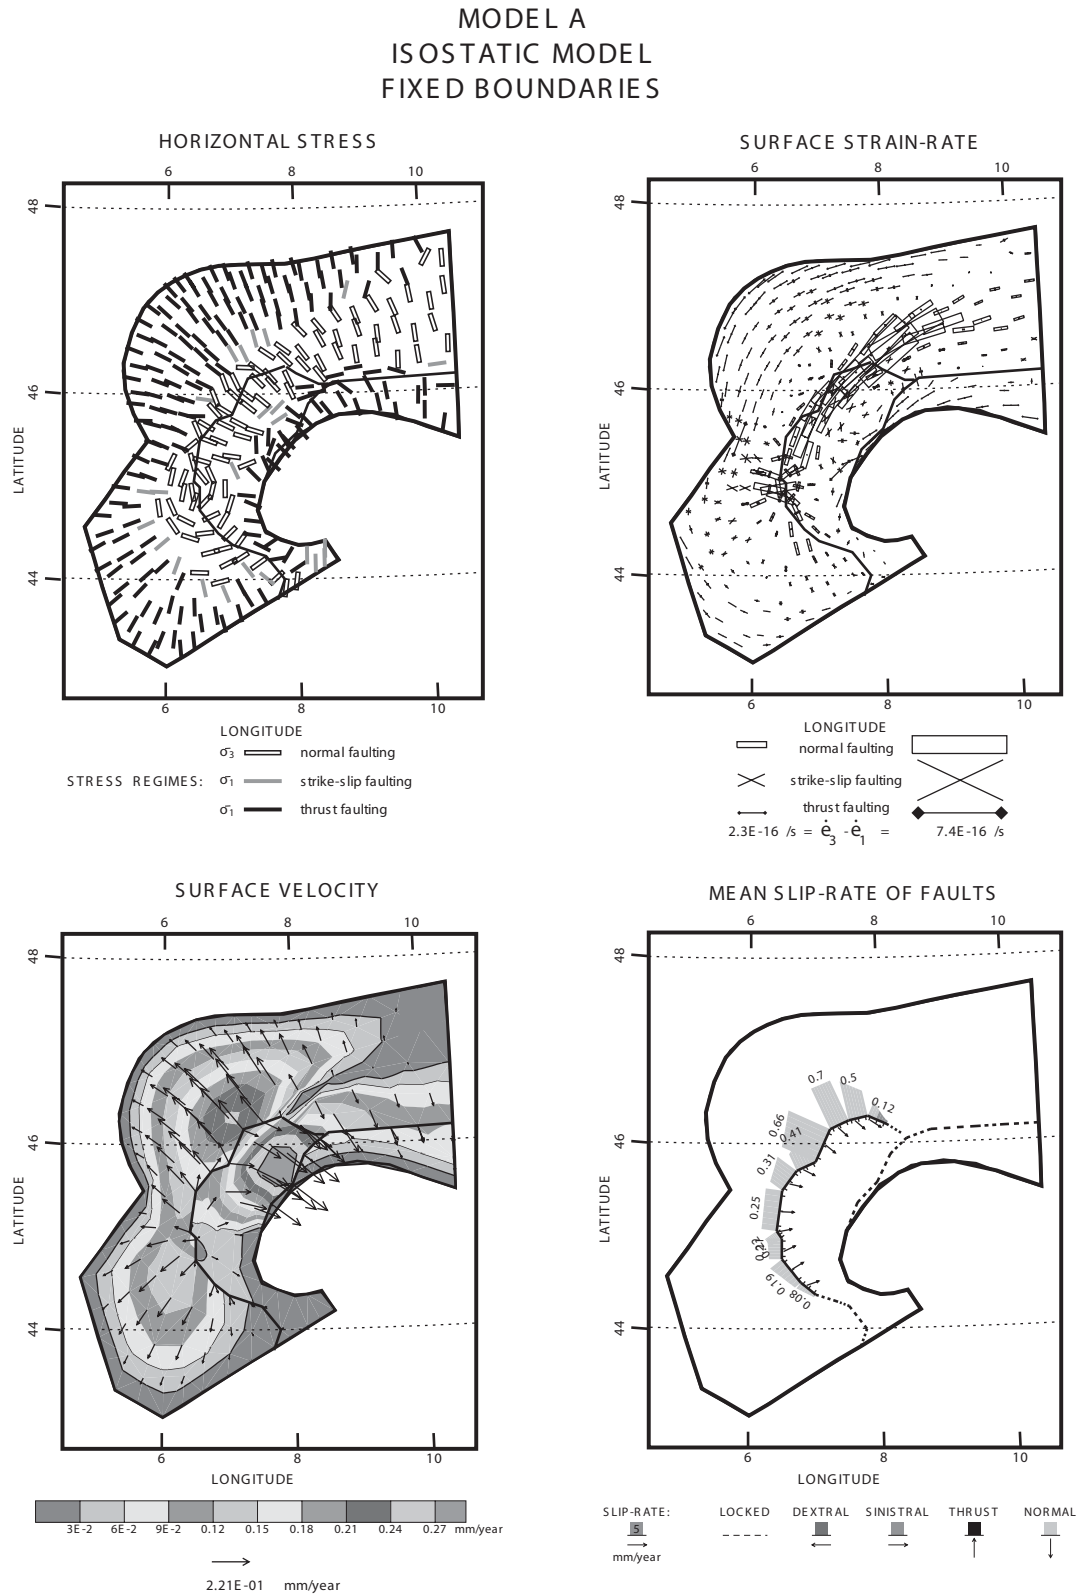 MODEL A
ISOSTATIC MODEL
FIXED BOUNDARIES
HORIZONTAL STRESS
6 8 10
48
46
44
LATITUDE
6 8 10
LONGITUDE
STRESS REGIMES:
σ3 normal faulting
σ1 strike-slip faulting
σ1 thrust faulting
SURFACE STRAIN-RATE
6 8 10
48
46
44
LATITUDE
6 8 10
LONGITUDE
normal faulting
strike-slip faulting
thrust faulting
2.3E-16 /s = ė3 - ė1 = 7.4E-16 /s
SURFACE VELOCITY
6 8 10
48
46
44
LATITUDE
6 8 10
LONGITUDE
3E-2 6E-2 9E-2 0.12 0.15 0.18 0.21 0.24 0.27 mm/year
2.21E-01 mm/year
MEAN SLIP-RATE OF FAULTS
6 8 10
48
46
44
LATITUDE
0.7 0.5 0.12
0.66
0.41
0.31
0.25
0.19
0.08
6 8 10
LONGITUDE
SLIP-RATE: LOCKED DEXTRAL SINISTRAL THRUST NORMAL
5
mm/year